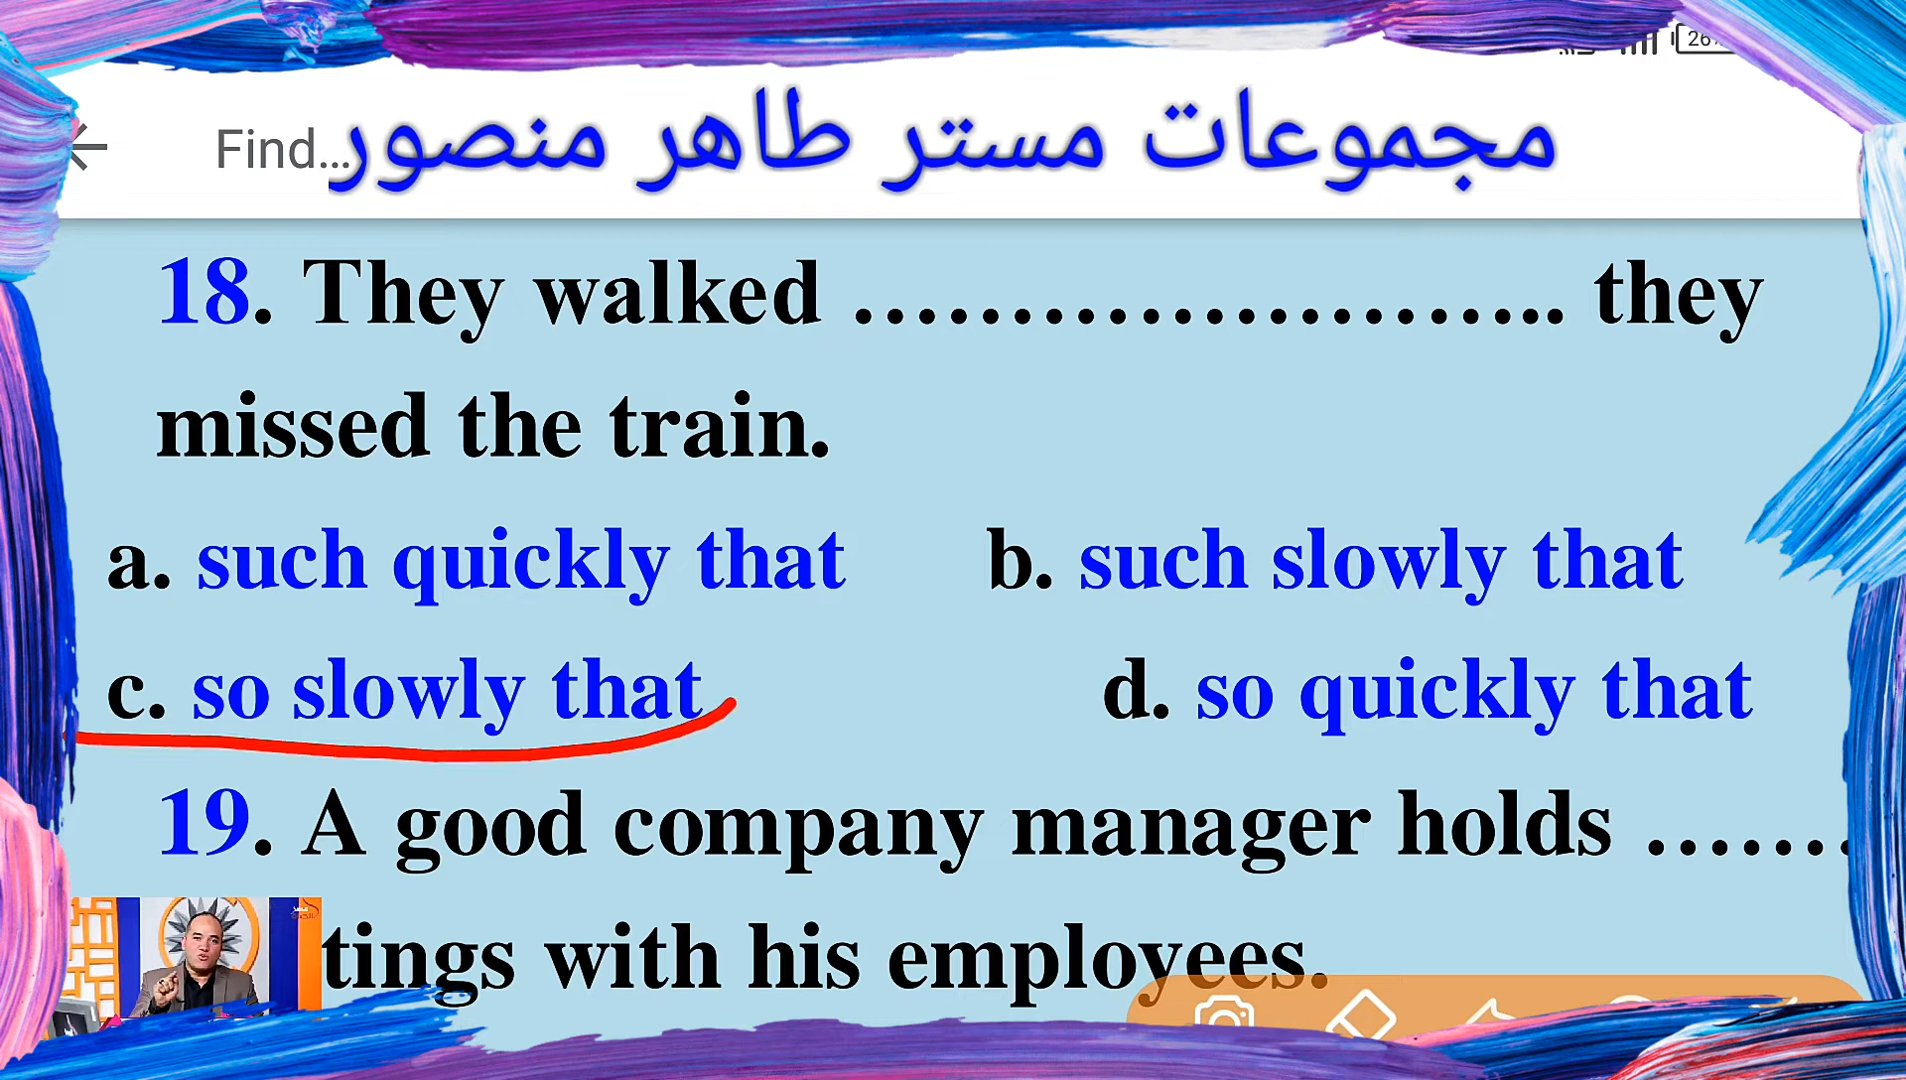 Find...
مجموعات مستر طاهر منصور
18. They walked …………………….. they
missed the train.
a. such quickly that b. such slowly that
c. so slowly that d. so quickly that
19. A good company manager holds …….
tings with his employees.